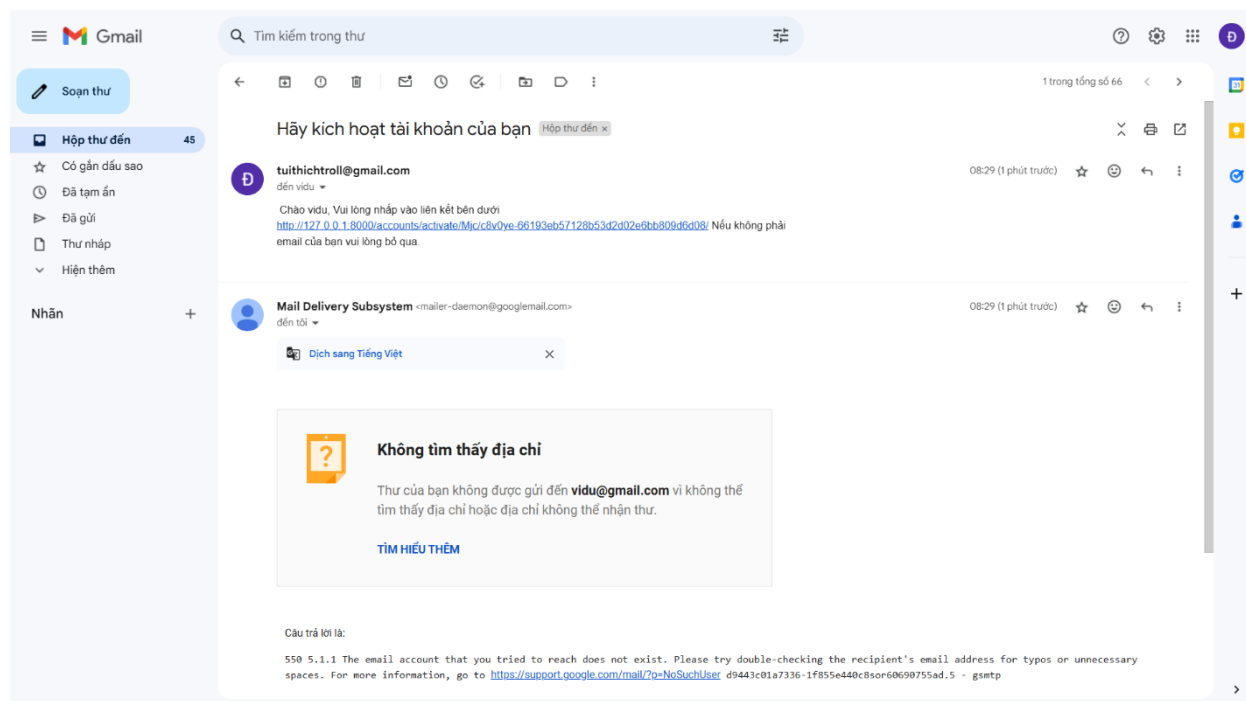 Gmail
Tìm kiếm trong thư
Đ
Soạn thư
1 trong tổng số 66
31
Hộp thư đến 45
Có gắn dấu sao
Đã tạm ẩn
Đã gửi
Thư nháp
Hiện thêm
Nhãn
Hãy kích hoạt tài khoản của bạn Hộp thư đến x
Đ
tuithichtroll@gmail.com 08:29 (1 phút trước)
đến vidu
Chào vidu, Vui lòng nhấp vào liên kết bên dưới
http://127.0.0.1:8000/accounts/activate/Mjc/c8v0ye-66193eb57128b53d2d02e6bb809d6d08/ Nếu không phải
email của bạn vui lòng bỏ qua.
Mail Delivery Subsystem <mailer-daemon@googlemail.com> 08:29 (1 phút trước)
đến tôi
Dịch sang Tiếng Việt
Không tìm thấy địa chỉ
Thư của bạn không được gửi đến vidu@gmail.com vì không thể
tìm thấy địa chỉ hoặc địa chỉ không thể nhận thư.
TÌM HIỂU THÊM
Câu trả lời là:
550 5.1.1 The email account that you tried to reach does not exist. Please try double-checking the recipient's email address for typos or unnecessary
spaces. For more information, go to https://support.google.com/mail/?p=NoSuchUser d9443c01a7336-1f855e440c8sor60690755ad.5 - gsmtp